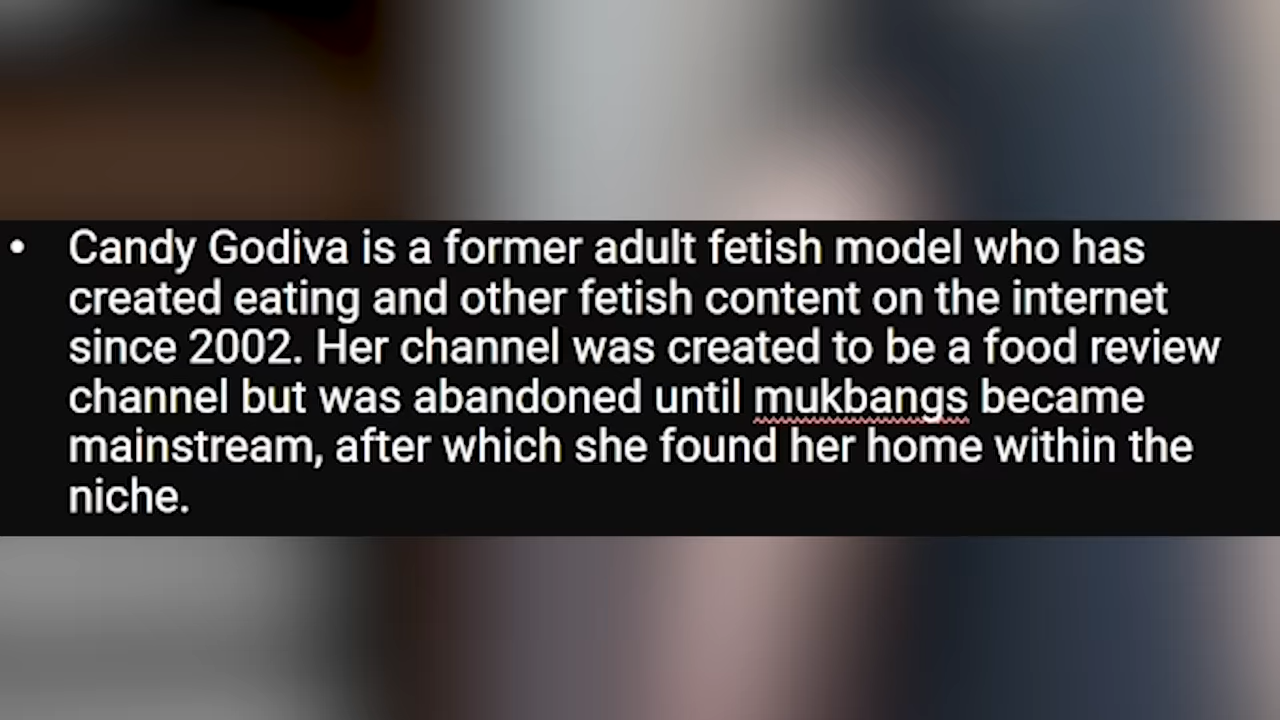 • Candy Godiva is a former adult fetish model who has
created eating and other fetish content on the internet
since 2002. Her channel was created to be a food review
channel but was abandoned until mukbangs became
mainstream, after which she found her home within the
niche.